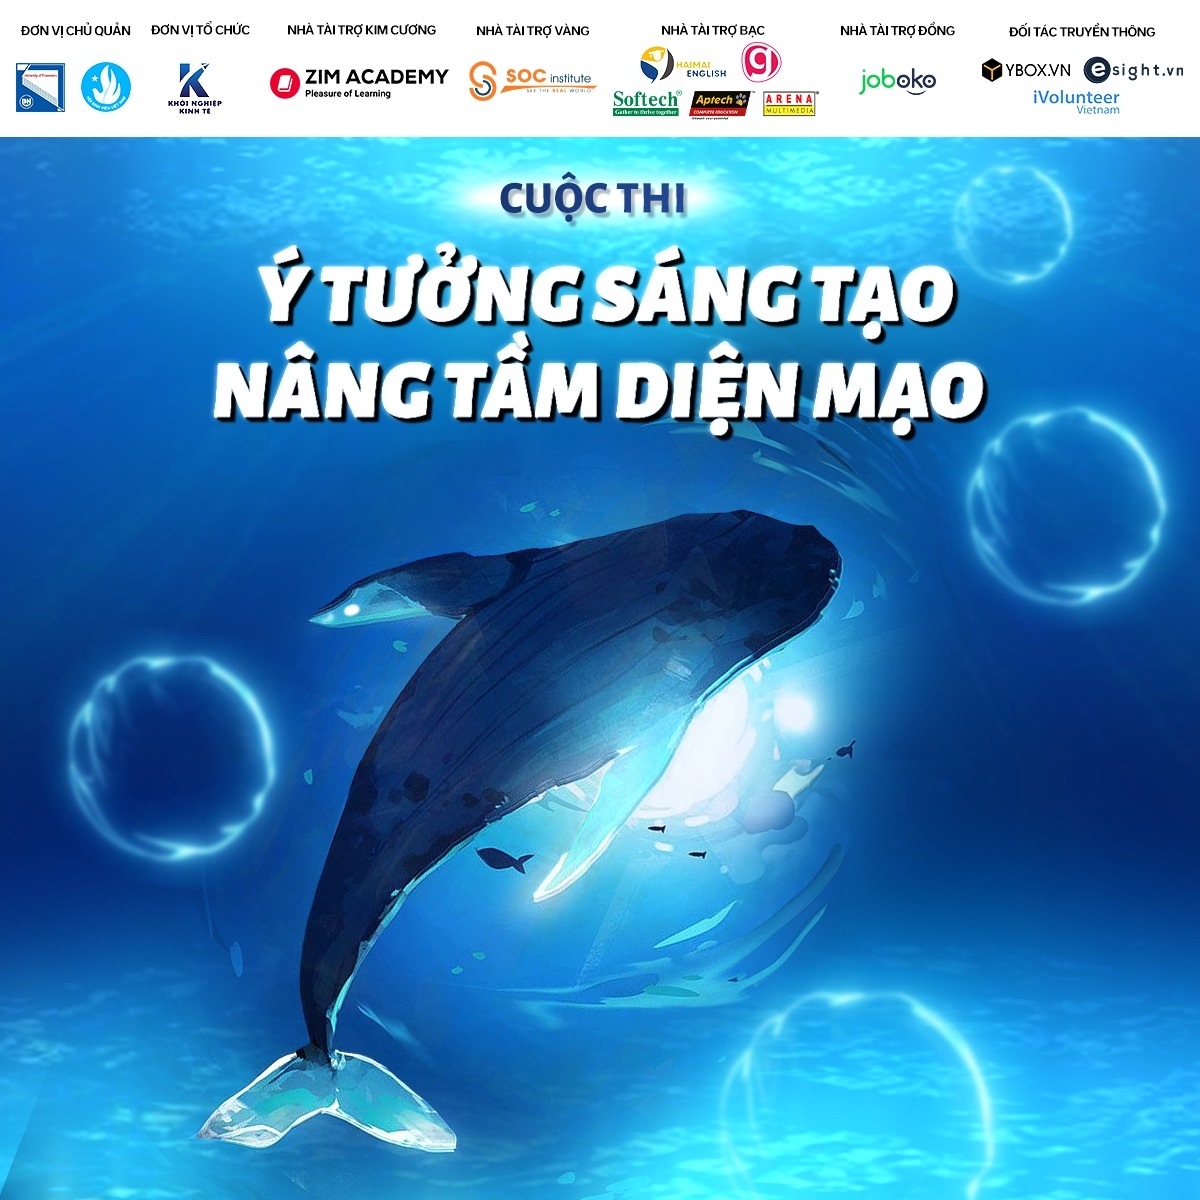 ĐƠN VỊ CHỦ QUẢN
ĐƠN VỊ TỔ CHỨC
NHÀ TÀI TRỢ KIM CƯƠNG
NHÀ TÀI TRỢ VÀNG
NHÀ TÀI TRỢ BẠC
NHÀ TÀI TRỢ ĐỒNG
ĐỐI TÁC TRUYỀN THÔNG
KHỞI NGHIỆP
KINH TẾ
ZIM ACADEMY
Pleasure of Learning
SOC institute
SEE THE REAL WORLD
HAIMAI
ENGLISH
g
Softech
Gather to thrive together
Aptech
COMPUTER EDUCATION
ARENA
MULTIMEDIA
joboko
YBOX.VN
esight.vn
iVolunteer
Vietnam
CUỘC THI
Ý TƯỞNG SÁNG TẠO
NÂNG TẦM DIỆN MẠO